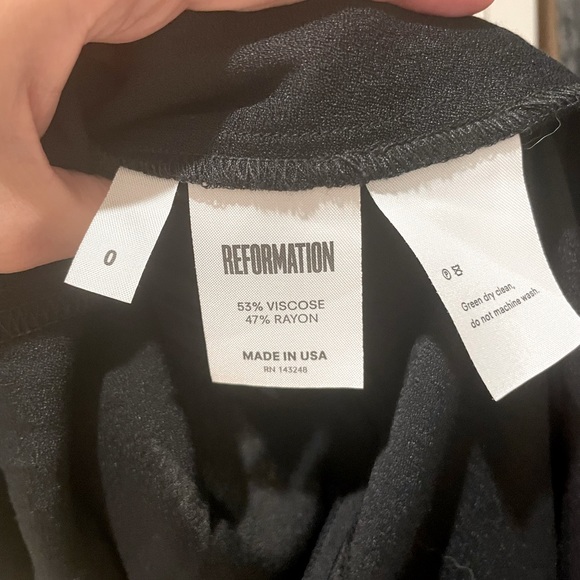 0
REFORMATION
53% VISCOSE
47% RAYON
MADE IN USA
RN 143248
P
Green dry clean,
do not machine wash.